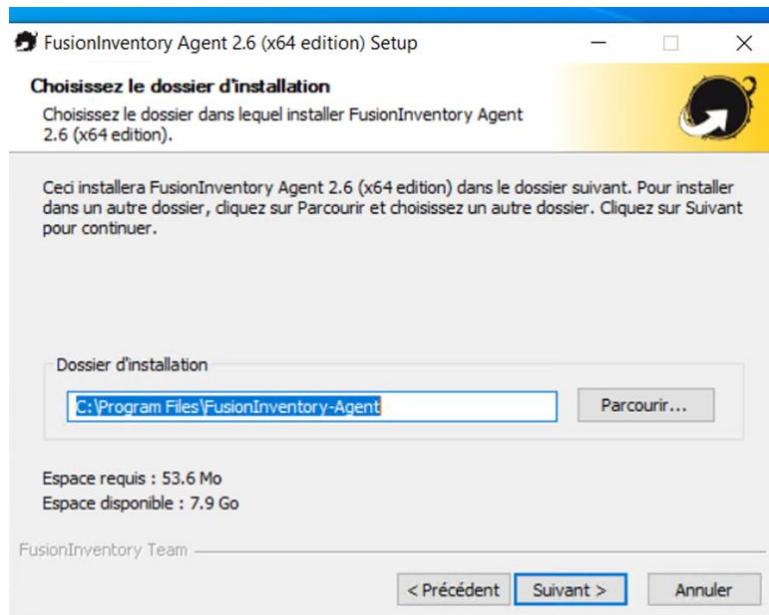 FusionInventory Agent 2.6 (x64 edition) Setup
Choisissez le dossier d'installation
Choisissez le dossier dans lequel installer FusionInventory Agent
2.6 (x64 edition).
Ceci installera FusionInventory Agent 2.6 (x64 edition) dans le dossier suivant. Pour installer
dans un autre dossier, cliquez sur Parcourir et choisissez un autre dossier. Cliquez sur Suivant
pour continuer.
Dossier d'installation
C:\Program Files\FusionInventory-Agent
Parcourir...
Espace requis : 53.6 Mo
Espace disponible : 7.9 Go
FusionInventory Team
< Précédent
Suivant >
Annuler